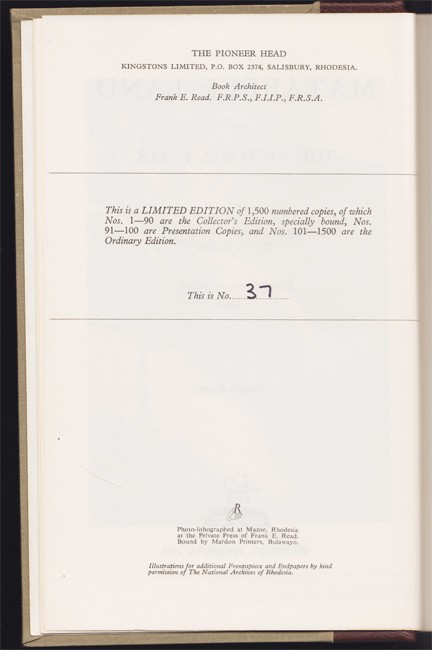 THE PIONEER HEAD
KINGSTONS LIMITED, P.O. BOX 2374, SALISBURY, RHODESIA.
Book Architect
Frank E. Read. F.R.P.S., F.I.I.P., F.R.S.A.
This is a LIMITED EDITION of 1,500 numbered copies, of which
Nos. 1—90 are the Collector's Edition, specially bound, Nos.
91—100 are Presentation Copies, and Nos. 101—1500 are the
Ordinary Edition.
This is No. 37
R
Photo-lithographed at Mazoe, Rhodesia
at the Private Press of Frank E. Read.
Bound by Mardon Printers, Bulawayo.
Illustrations for additional Frontispiece and Endpapers by kind
permission of The National Archives of Rhodesia.